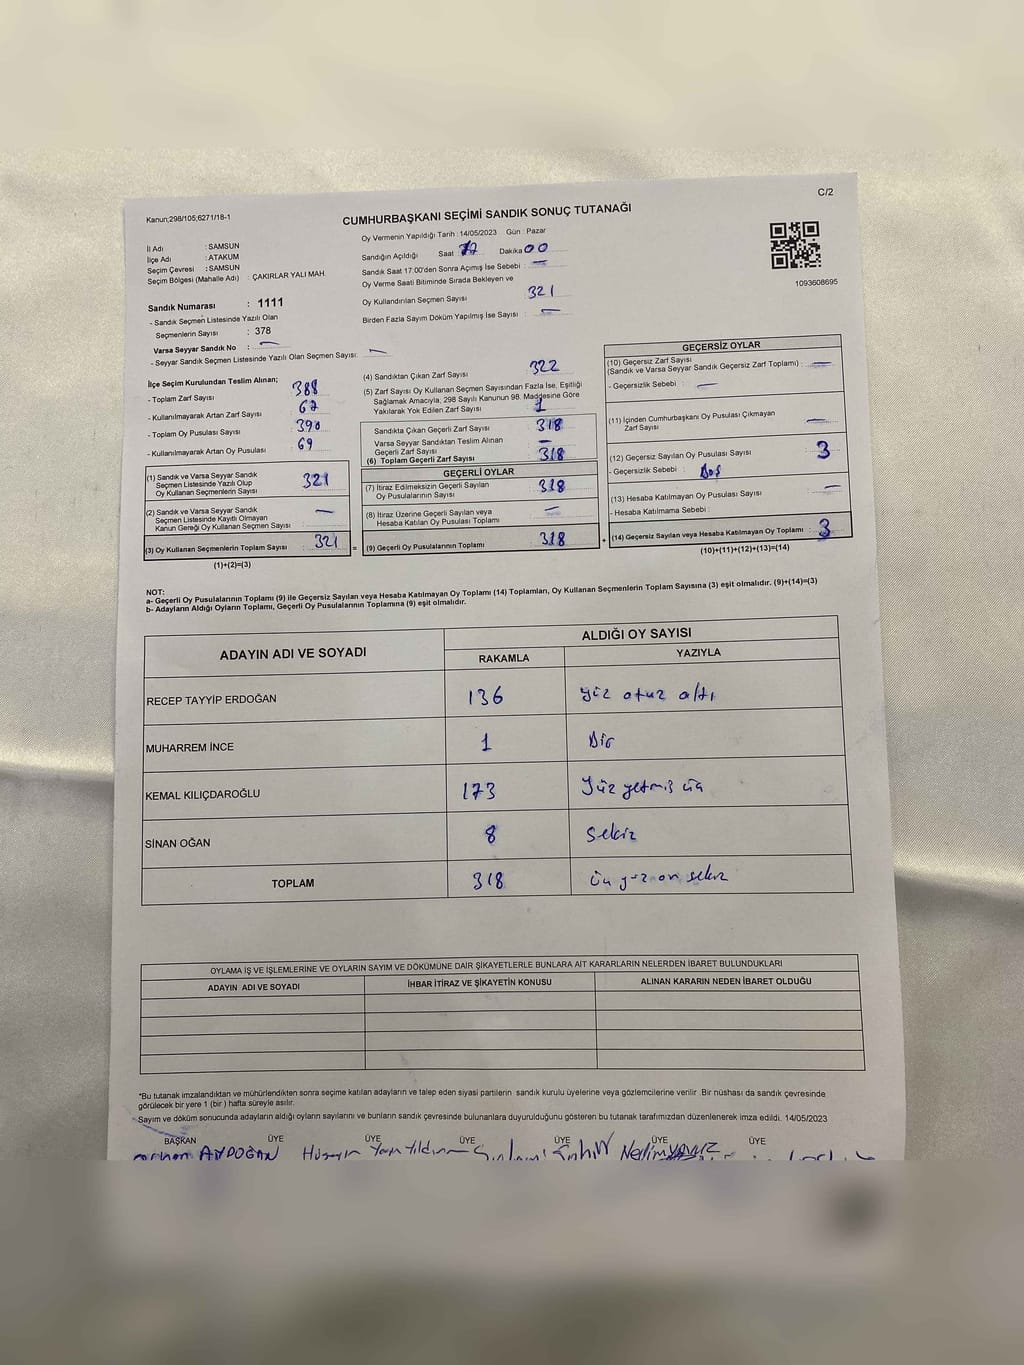 C/2
Kanun;298/105;6271/18-1
CUMHURBAŞKANI SEÇİMİ SANDIK SONUÇ TUTANAĞI
İl Adı : SAMSUN
İlçe Adı : ATAKUM
Seçim Çevresi : SAMSUN
Seçim Bölgesi (Mahalle Adı) : ÇAKIRLAR YALI MAH.
Sandık Numarası : 1111
- Sandık Seçmen Listesinde Yazılı Olan
Seçmenlerin Sayısı : 378
Varsa Seyyar Sandık No : —
- Seyyar Sandık Seçmen Listesinde Yazılı Olan Seçmen Sayısı: —
Oy Vermenin Yapıldığı Tarih : 14/05/2023 Gün : Pazar
Sandığın Açıldığı Saat Dakika 00
Sandık Saat 17:00'den Sonra Açımış İse Sebebi : —
Oy Verme Saati Bitiminde Sırada Bekleyen ve
Oy Kullandırılan Seçmen Sayısı 321
Birden Fazla Sayım Döküm Yapılmış İse Sayısı : —
1093608695
İlçe Seçim Kurulundan Teslim Alınan;
- Toplam Zarf Sayısı 388
- Kullanılmayarak Artan Zarf Sayısı 67
- Toplam Oy Pusulası Sayısı 390
- Kullanılmayarak Artan Oy Pusulası 69
(1) Sandık ve Varsa Seyyar Sandık
Seçmen Listesinde Yazılı Olup
Oy Kullanan Seçmenlerin Sayısı 321
(2) Sandık ve Varsa Seyyar Sandık
Seçmen Listesinde Kayıtlı Olmayan
Kanun Gereği Oy Kullanan Seçmen Sayısı : —
(3) Oy Kullanan Seçmenlerin Toplam Sayısı : 321 =
(1)+(2)=(3)
(4) Sandıktan Çıkan Zarf Sayısı 322
(5) Zarf Sayısı Oy Kullanan Seçmen Sayısından Fazla İse, Eşitliği
Sağlamak Amacıyla, 298 Sayılı Kanunun 98. Maddesine Göre
Yakılarak Yok Edilen Zarf Sayısı 1
Sandıkta Çıkan Geçerli Zarf Sayısı : 318
Varsa Seyyar Sandıktan Teslim Alınan
Geçerli Zarf Sayısı : —
(6) Toplam Geçerli Zarf Sayısı : 318
GEÇERLİ OYLAR
(7) İtiraz Edilmeksizin Geçerli Sayılan
Oy Pusulalarının Sayısı : 318
(8) İtiraz Üzerine Geçerli Sayılan veya
Hesaba Katılan Oy Pusulası Toplamı : —
(9) Geçerli Oy Pusulalarının Toplamı : 318 +
GEÇERSİZ OYLAR
(10) Geçersiz Zarf Sayısı
(Sandık ve Varsa Seyyar Sandık Geçersiz Zarf Toplamı) : —
- Geçersizlik Sebebi : —
(11) İçinden Cumhurbaşkanı Oy Pusulası Çıkmayan
Zarf Sayısı : —
(12) Geçersiz Sayılan Oy Pusulası Sayısı : 3
- Geçersizlik Sebebi : Boş
(13) Hesaba Katılmayan Oy Pusulası Sayısı : —
- Hesaba Katılmama Sebebi :
(14) Geçersiz Sayılan veya Hesaba Katılmayan Oy Toplamı : 3
(10)+(11)+(12)+(13)=(14)
NOT:
a- Geçerli Oy Pusulalarının Toplamı (9) ile Geçersiz Sayılan veya Hesaba Katılmayan Oy Toplamı (14) Toplamları, Oy Kullanan Seçmenlerin Toplam Sayısına (3) eşit olmalıdır. (9)+(14)=(3)
b- Adayların Aldığı Oyların Toplamı, Geçerli Oy Pusulalarının Toplamına (9) eşit olmalıdır.
ADAYIN ADI VE SOYADI ALDIĞI OY SAYISI
RAKAMLA YAZIYLA
RECEP TAYYİP ERDOĞAN 136 yüz otuz altı
MUHARREM İNCE 1 Bir
KEMAL KILIÇDAROĞLU 173 Yüz yetmiş üç
SİNAN OĞAN 8 sekiz
TOPLAM 318 üç yüz on sekiz
OYLAMA İŞ VE İŞLEMLERİNE VE OYLARIN SAYIM VE DÖKÜMÜNE DAİR ŞİKAYETLERLE BUNLARA AİT KARARLARIN NELERDEN İBARET BULUNDUKLARI
ADAYIN ADI VE SOYADI İHBAR İTİRAZ VE ŞİKAYETİN KONUSU ALINAN KARARIN NEDEN İBARET OLDUĞU
*Bu tutanak imzalandıktan ve mühürlendikten sonra seçime katılan adayların ve talep eden siyasi partilerin sandık kurulu üyelerine veya gözlemcilerine verilir. Bir nüshası da sandık çevresinde
görülecek bir yere 1 (bir ) hafta süreyle asılır.
Sayım ve döküm sonucunda adayların aldığı oyların sayılarını ve bunların sandık çevresinde bulunanlara duyurulduğunu gösteren bu tutanak tarafımızdan düzenlenerek imza edildi. 14/05/2023
BAŞKAN ÜYE ÜYE ÜYE ÜYE ÜYE ÜYE
AYDOĞAN Hüseyin Nedim